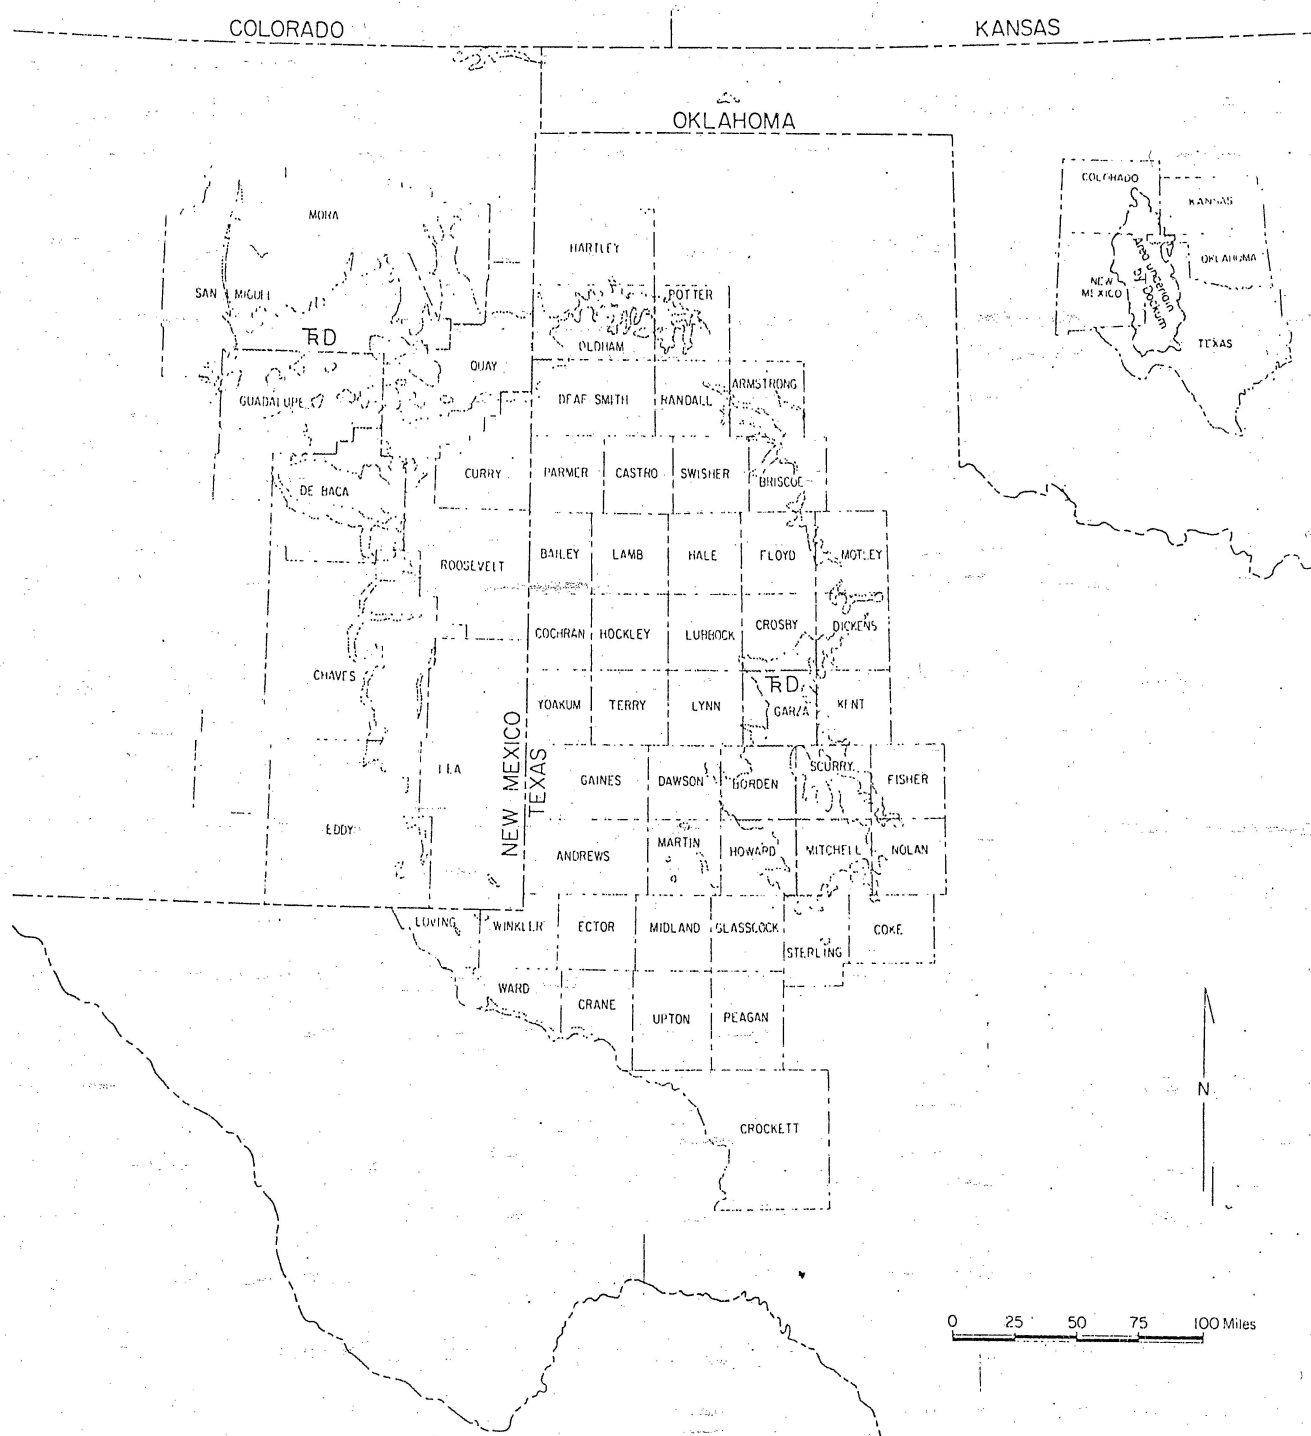 COLORADO
KANSAS
OKLAHOMA
COLORADO
KANSAS
OKLAHOMA
NEW
MEXICO
Area uncertain
by Dockum
TEXAS
MORA
HARTLEY
SAN MIGUEL
POTTER
TRD
OLDHAM
QUAY
ARMSTRONG
GUADALUPE
DEAF SMITH
RANDALL
CURRY
PARMER
CASTRO
SWISHER
BRISCOE
DE BACA
BAILEY
LAMB
HALE
FLOYD
MOTLEY
ROOSEVELT
COCHRAN
HOCKLEY
LUBBOCK
CROSBY
DICKENS
CHAVES
TRD
YOAKUM
TERRY
LYNN
GARZA
KENT
NEW MEXICO
TEXAS
LEA
GAINES
DAWSON
BORDEN
SCURRY
FISHER
EDDY
ANDREWS
MARTIN
HOWARD
MITCHELL
NOLAN
LOVING
WINKLER
ECTOR
MIDLAND
GLASSCOCK
STERLING
COKE
WARD
CRANE
UPTON
REAGAN
N
CROCKETT
0 25 50 75 100 Miles